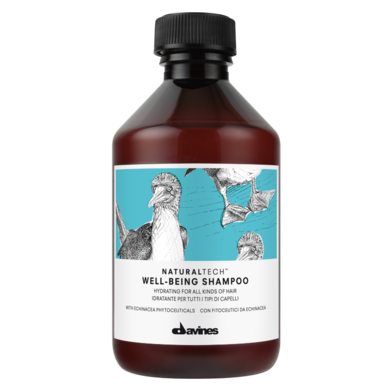 NATURALTECH™
WELL-BEING SHAMPOO
HYDRATING FOR ALL KINDS OF HAIR
IDRATANTE PER TUTTI I TIPI DI CAPELLI
WITH ECHINACEA PHYTOCEUTICALS CON FITOCEUTICI DA ECHINACEA
davines